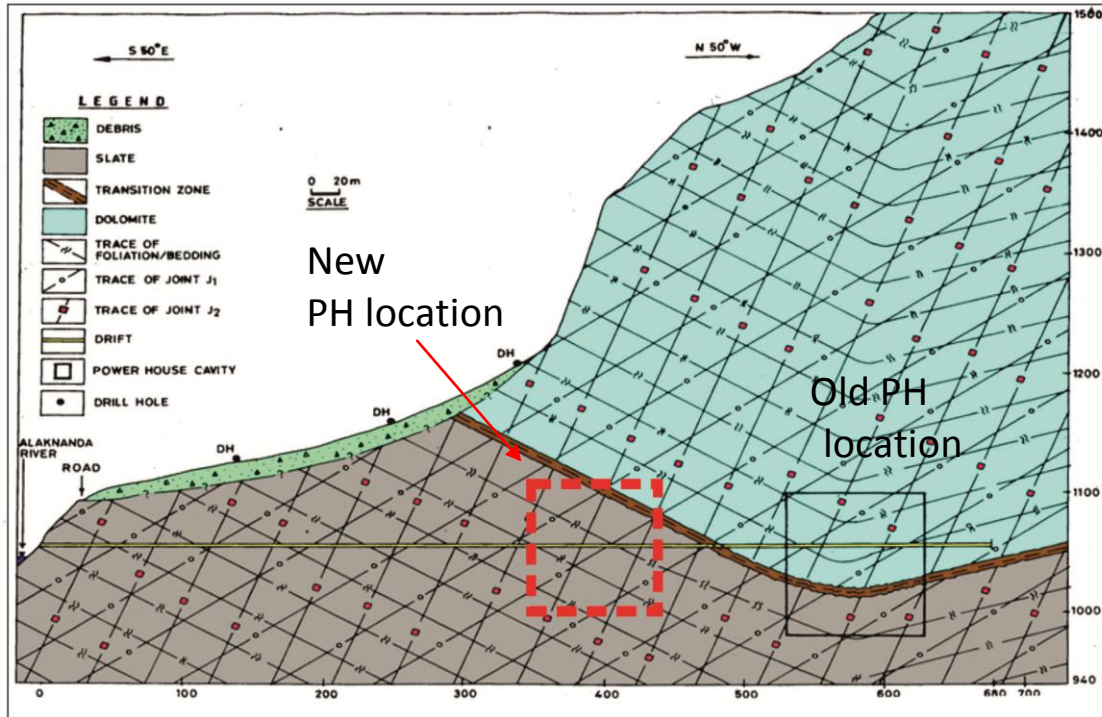 S 50°E
N 50°W
LEGEND
DEBRIS
SLATE
TRANSITION ZONE
DOLOMITE
TRACE OF
FOLIATION/BEDDING
TRACE OF JOINT J1
TRACE OF JOINT J2
DRIFT
POWER HOUSE CAVITY
DRILL HOLE
0 20m
SCALE
New
PH location
Old PH
location
DH
DH
DH
ALAKNANDA
RIVER
ROAD
1500
1400
1300
1200
1100
1000
940
0 100 200 300 400 500 600 680 700